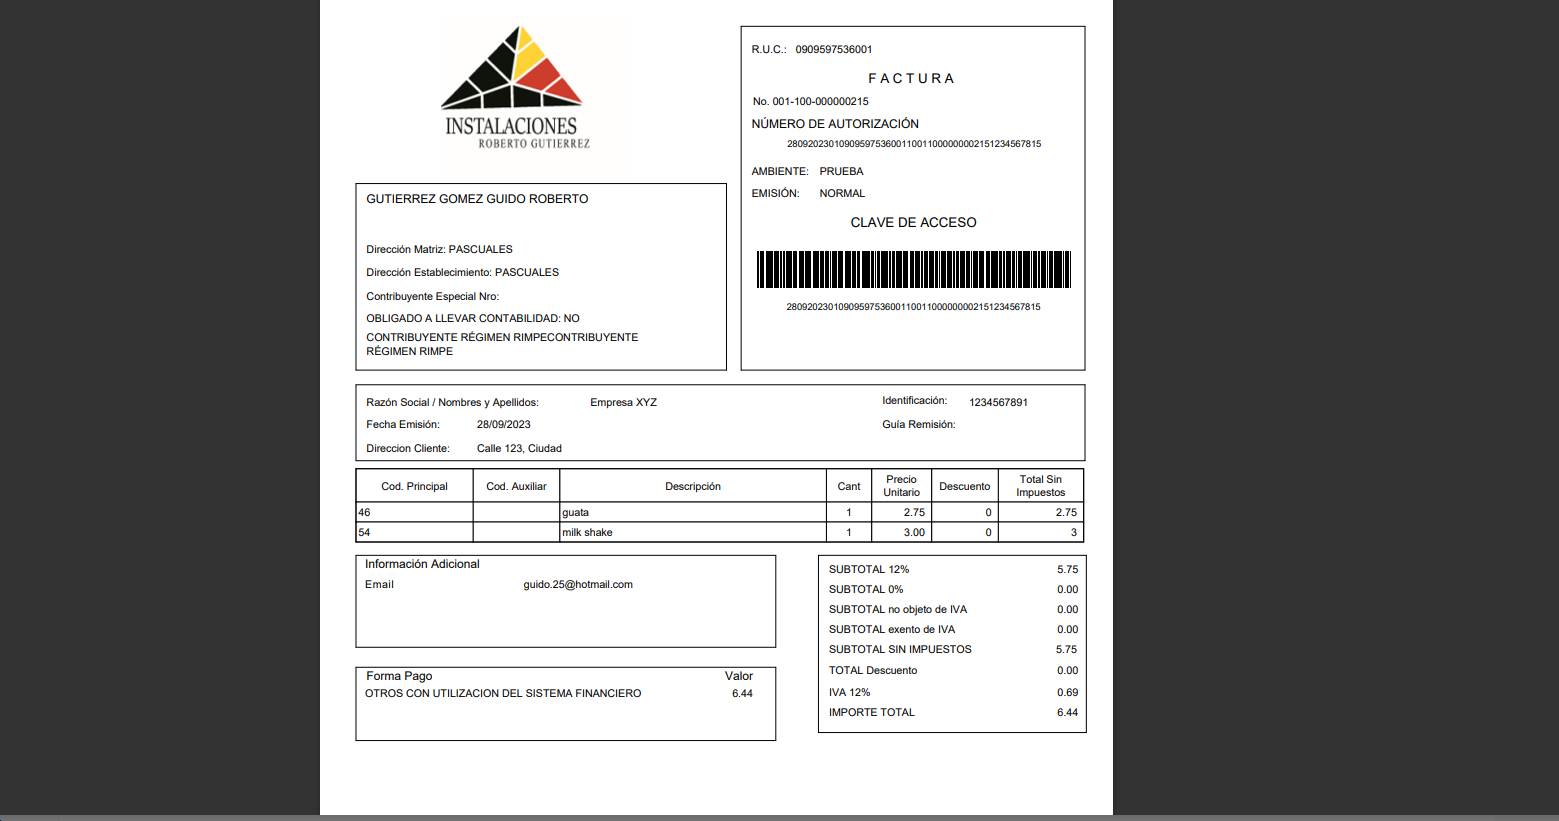 INSTALACIONES
ROBERTO GUTIERREZ
R.U.C.: 0909597536001
FACTURA
No. 001-100-000000215
NÚMERO DE AUTORIZACIÓN
2809202301090959753600110011000000002151234567815
AMBIENTE: PRUEBA
EMISIÓN: NORMAL
CLAVE DE ACCESO
2809202301090959753600110011000000002151234567815
GUTIERREZ GOMEZ GUIDO ROBERTO
Dirección Matriz: PASCUALES
Dirección Establecimiento: PASCUALES
Contribuyente Especial Nro:
OBLIGADO A LLEVAR CONTABILIDAD: NO
CONTRIBUYENTE RÉGIMEN RIMPECONTRIBUYENTE
RÉGIMEN RIMPE
Razón Social / Nombres y Apellidos: Empresa XYZ Identificación: 1234567891
Fecha Emisión: 28/09/2023 Guía Remisión:
Direccion Cliente: Calle 123, Ciudad
Cod. Principal Cod. Auxiliar Descripción Cant Precio Unitario Descuento Total Sin Impuestos
46 guata 1 2.75 0 2.75
54 milk shake 1 3.00 0 3
Información Adicional
Email guido.25@hotmail.com
Forma Pago Valor
OTROS CON UTILIZACION DEL SISTEMA FINANCIERO 6.44
SUBTOTAL 12% 5.75
SUBTOTAL 0% 0.00
SUBTOTAL no objeto de IVA 0.00
SUBTOTAL exento de IVA 0.00
SUBTOTAL SIN IMPUESTOS 5.75
TOTAL Descuento 0.00
IVA 12% 0.69
IMPORTE TOTAL 6.44